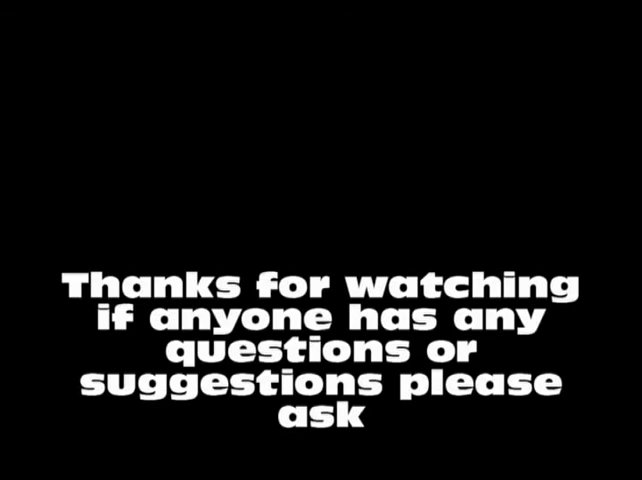 Thanks for watching
if anyone has any
questions or
suggestions please
ask